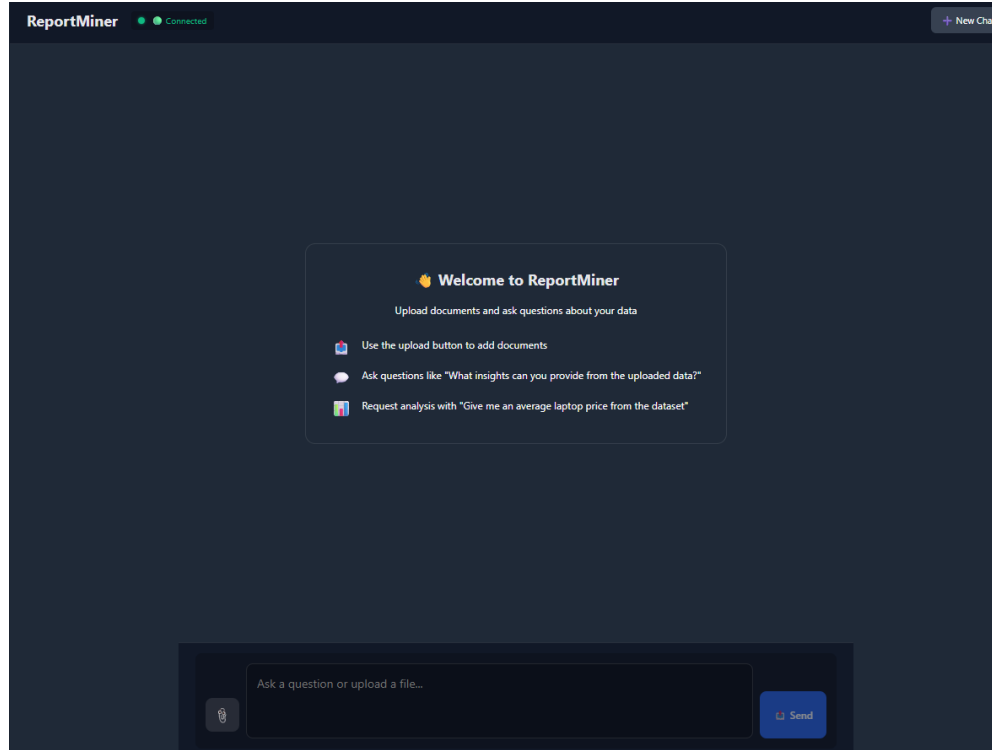 ReportMiner
Connected
New Cha
Welcome to ReportMiner
Upload documents and ask questions about your data
Use the upload button to add documents
Ask questions like "What insights can you provide from the uploaded data?"
Request analysis with "Give me an average laptop price from the dataset"
Ask a question or upload a file...
Send